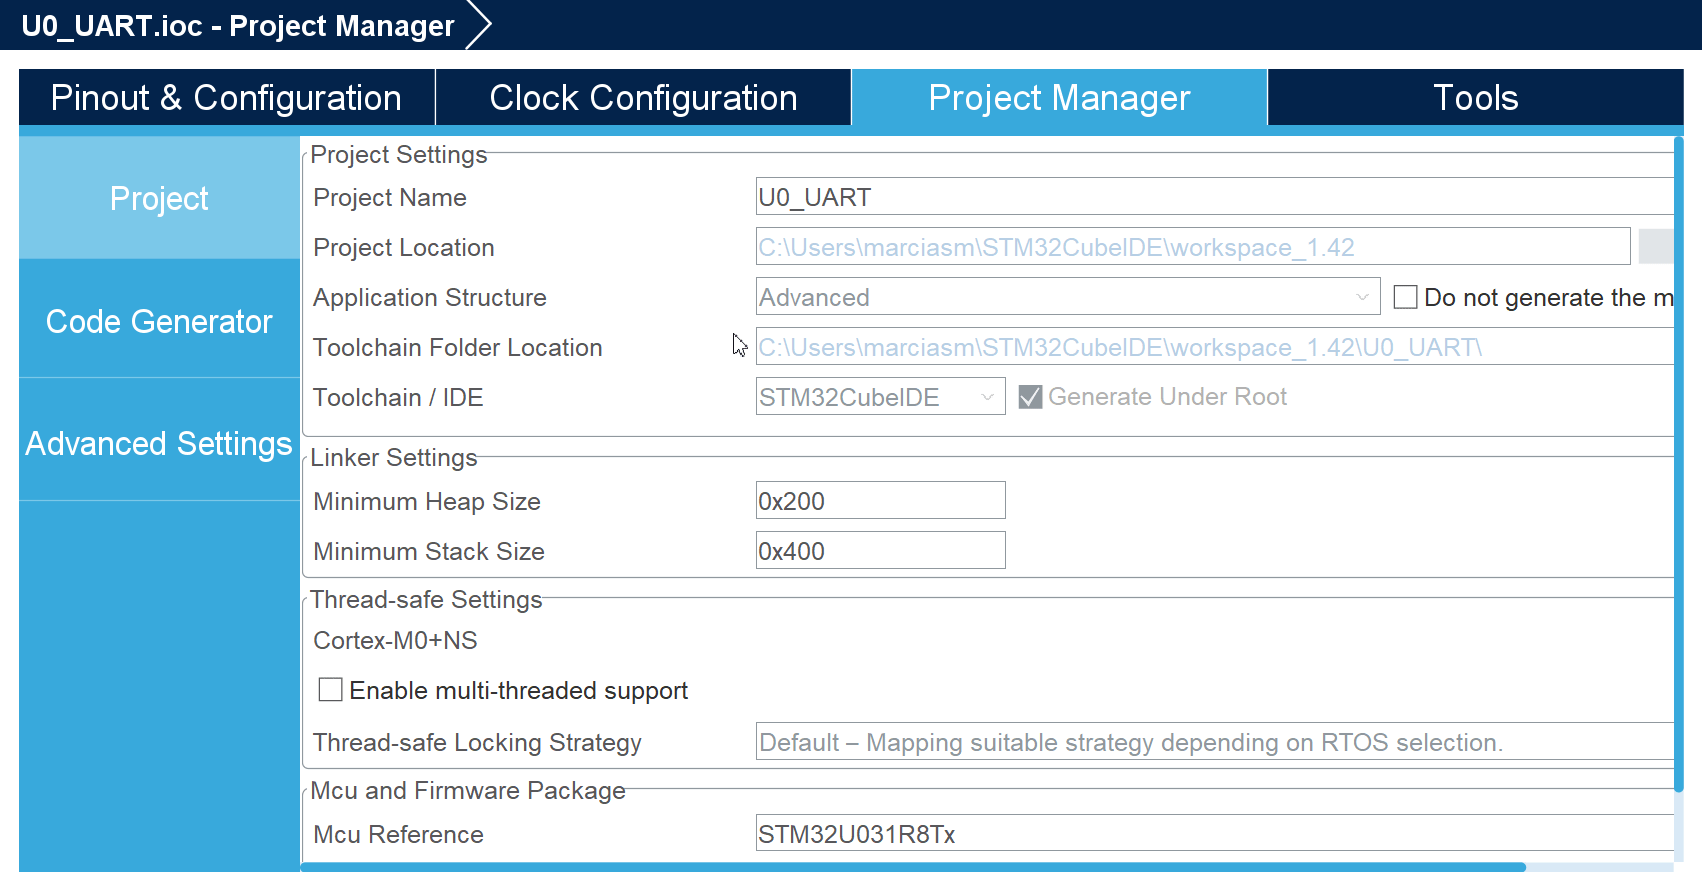 U0_UART.ioc - Project Manager
Pinout & Configuration
Clock Configuration
Project Manager
Tools
Project
Code Generator
Advanced Settings
Project Settings
Project Name
U0_UART
Project Location
C:\Users\marciasm\STM32CubeIDE\workspace_1.42
Application Structure
Advanced
Do not generate the m
Toolchain Folder Location
C:\Users\marciasm\STM32CubeIDE\workspace_1.42\U0_UART\
Toolchain / IDE
STM32CubeIDE
Generate Under Root
Linker Settings
Minimum Heap Size
0x200
Minimum Stack Size
0x400
Thread-safe Settings
Cortex-M0+NS
Enable multi-threaded support
Thread-safe Locking Strategy
Default – Mapping suitable strategy depending on RTOS selection.
Mcu and Firmware Package
Mcu Reference
STM32U031R8Tx